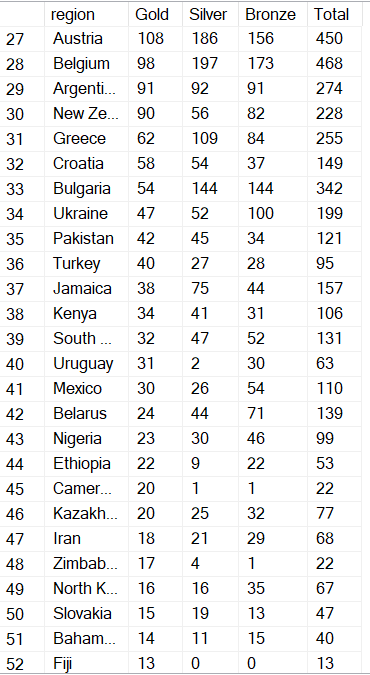 region Gold Silver Bronze Total
27 Austria 108 186 156 450
28 Belgium 98 197 173 468
29 Argenti... 91 92 91 274
30 New Ze... 90 56 82 228
31 Greece 62 109 84 255
32 Croatia 58 54 37 149
33 Bulgaria 54 144 144 342
34 Ukraine 47 52 100 199
35 Pakistan 42 45 34 121
36 Turkey 40 27 28 95
37 Jamaica 38 75 44 157
38 Kenya 34 41 31 106
39 South ... 32 47 52 131
40 Uruguay 31 2 30 63
41 Mexico 30 26 54 110
42 Belarus 24 44 71 139
43 Nigeria 23 30 46 99
44 Ethiopia 22 9 22 53
45 Camer... 20 1 1 22
46 Kazakh... 20 25 32 77
47 Iran 18 21 29 68
48 Zimbab... 17 4 1 22
49 North K... 16 16 35 67
50 Slovakia 15 19 13 47
51 Baham... 14 11 15 40
52 Fiji 13 0 0 13